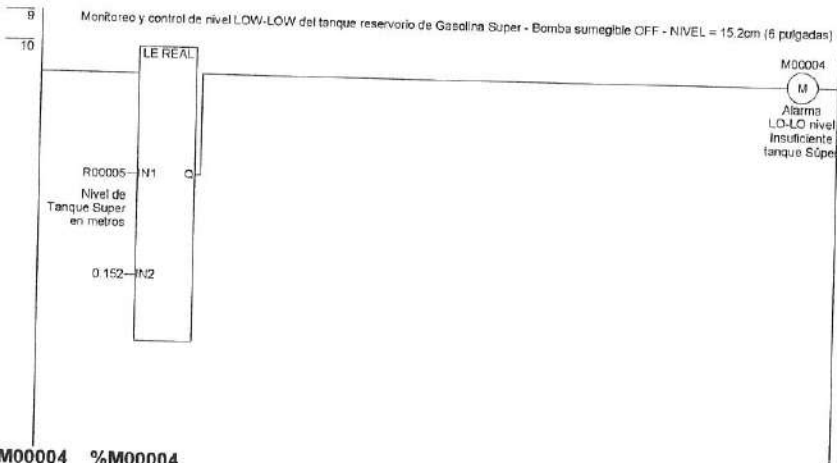 9
Monitoreo y control de nivel LOW-LOW del tanque reservorio de Gasolina Super - Bomba sumegible OFF - NIVEL = 15.2cm (6 pulgadas)
10
LE REAL
M00004
M
Alarma
LO-LO nivel
Insuficiente
tanque Súper
R00005
IN1
Q
Nivel de
Tanque Super
en metros
0.152
IN2
M00004 %M00004